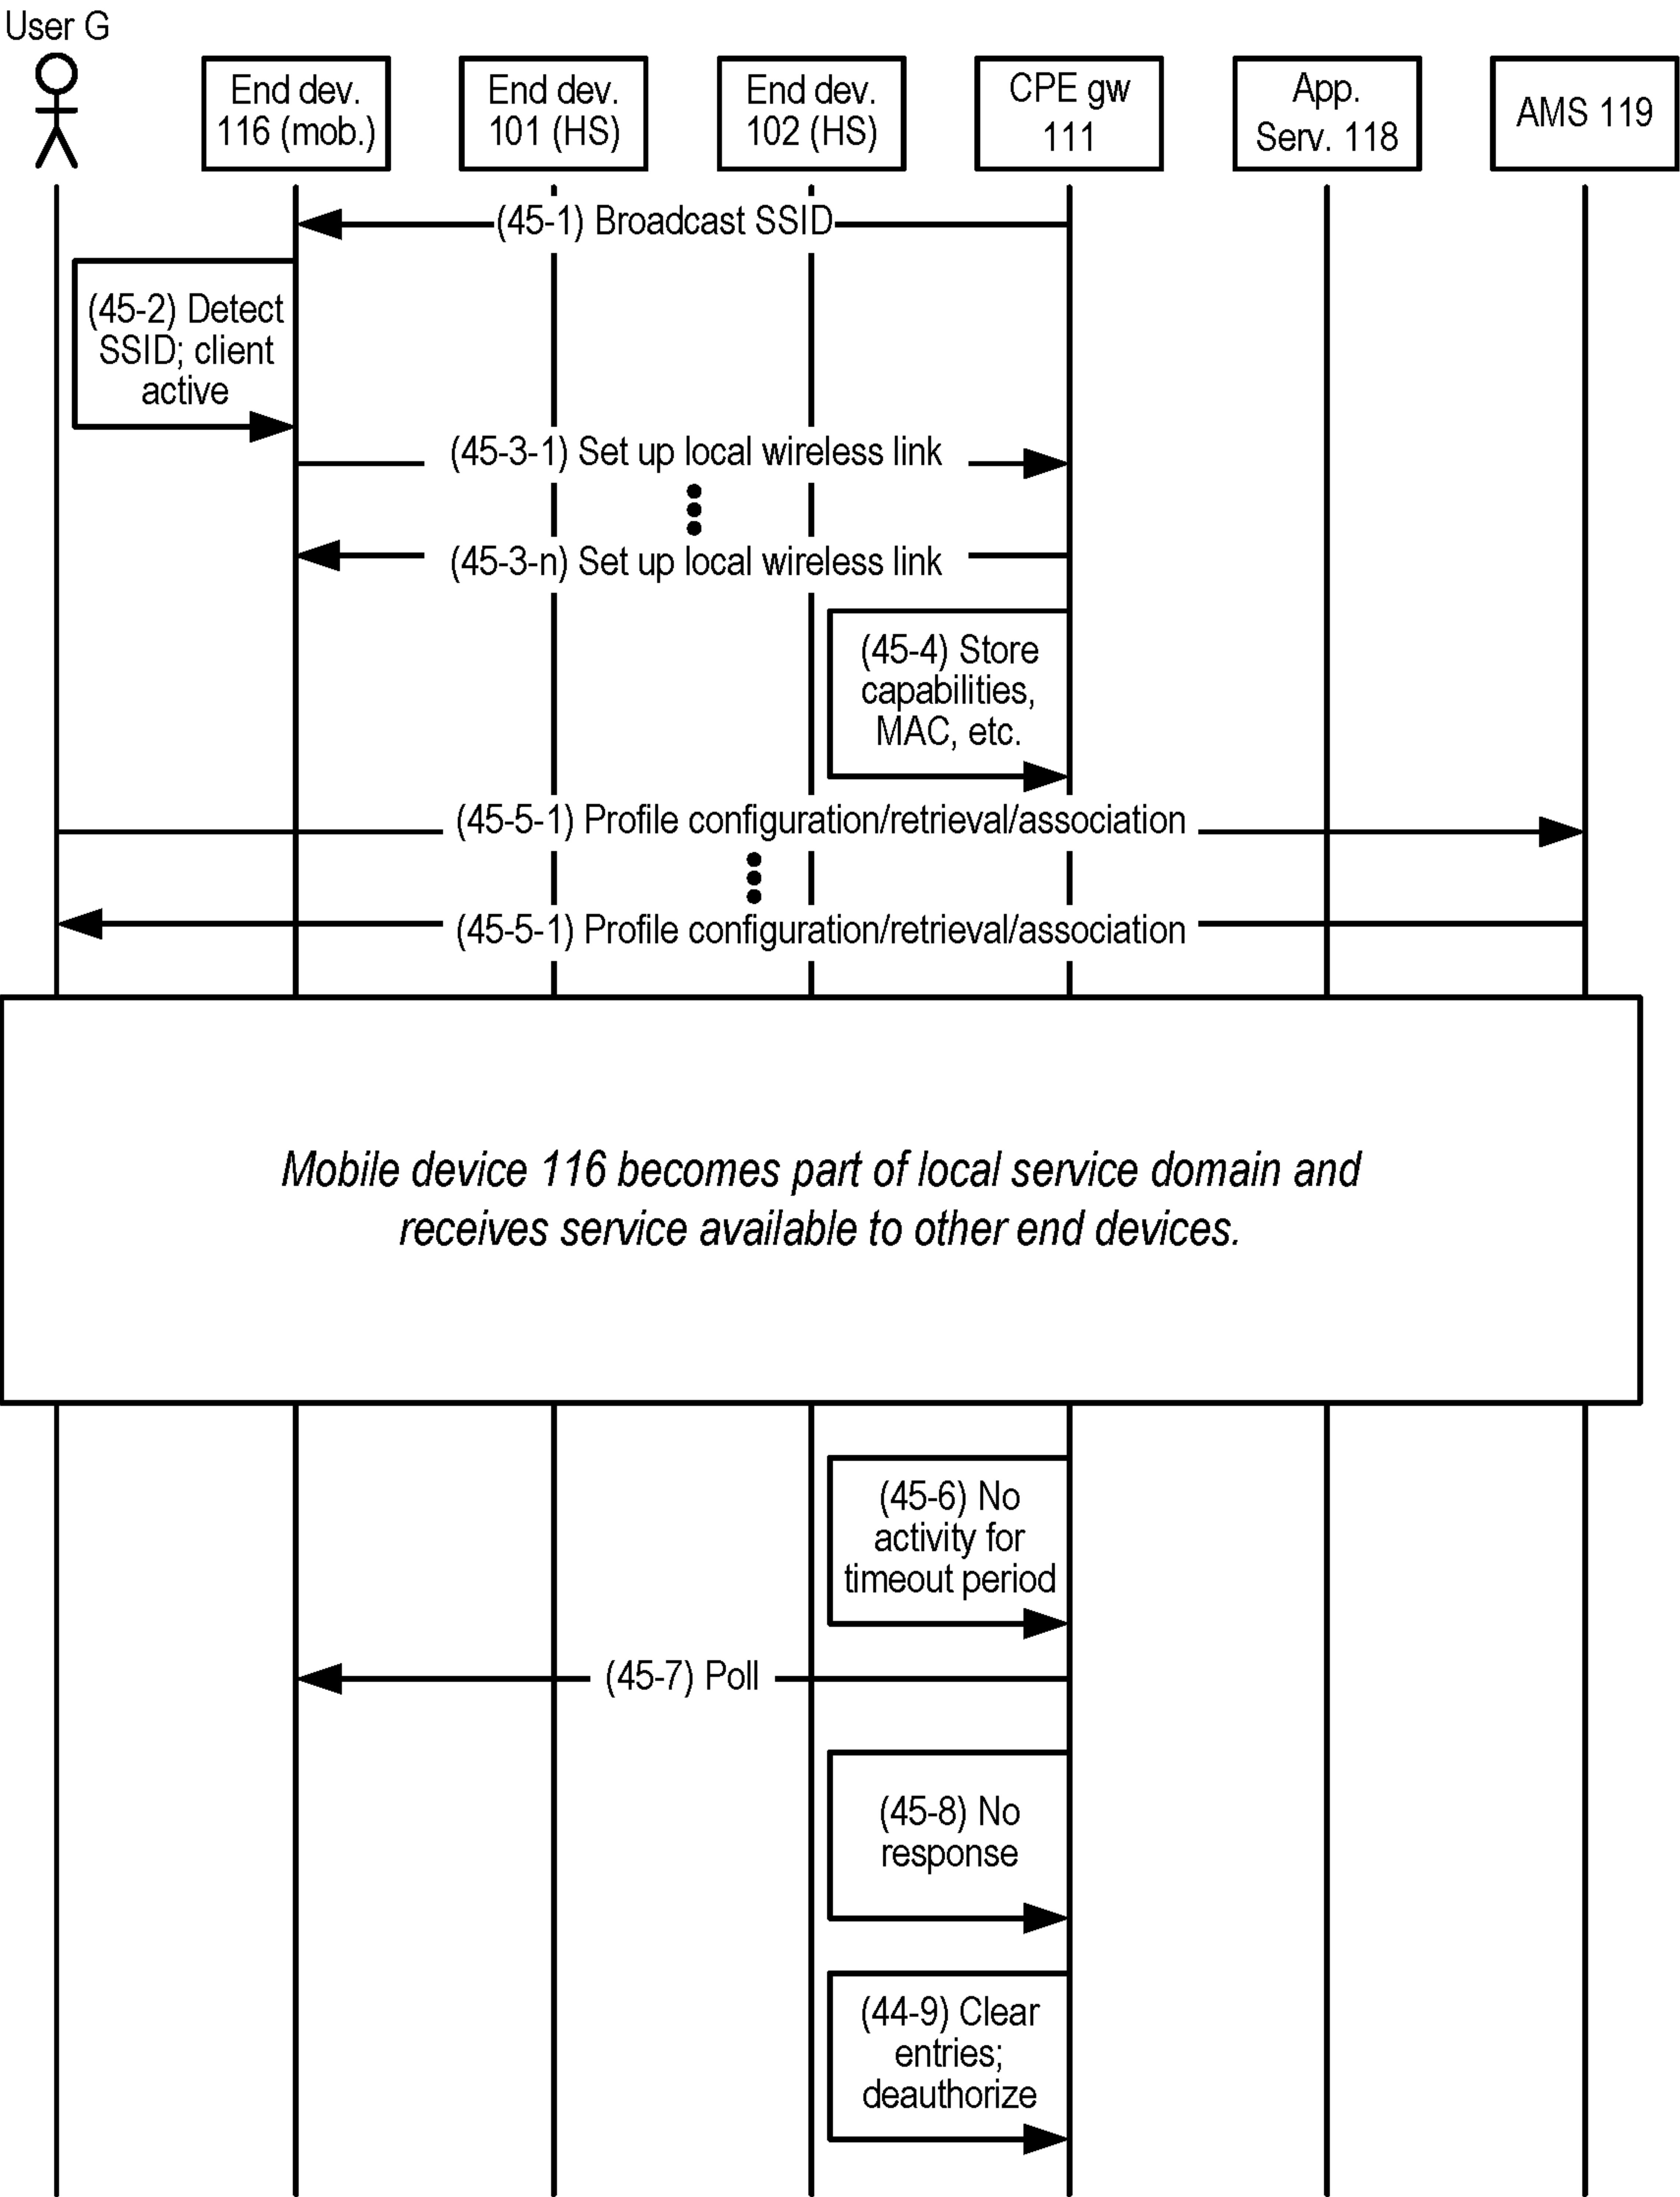 User G
End dev.
116 (mob.)
End dev.
101 (HS)
End dev.
102 (HS)
CPE gw
111
App.
Serv. 118
AMS 119
(45-1) Broadcast SSID
(45-2) Detect
SSID; client
active
(45-3-1) Set up local wireless link
(45-3-n) Set up local wireless link
(45-4) Store
capabilities,
MAC, etc.
(45-5-1) Profile configuration/retrieval/association
(45-5-1) Profile configuration/retrieval/association
Mobile device 116 becomes part of local service domain and
receives service available to other end devices.
(45-6) No
activity for
timeout period
(45-7) Poll
(45-8) No
response
(44-9) Clear
entries;
deauthorize